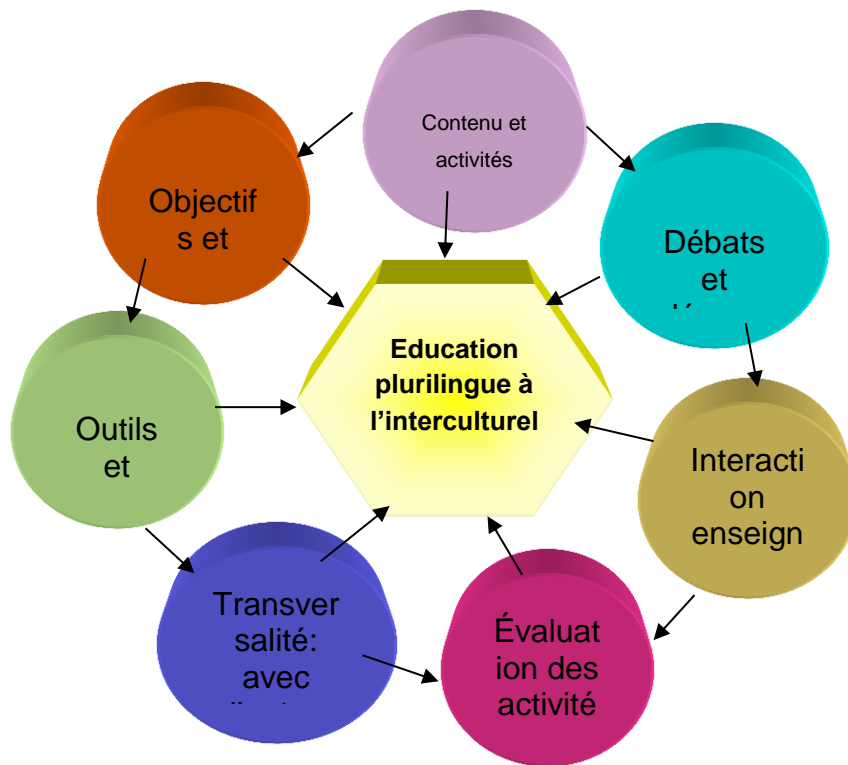 Contenu et
activités
Objectif
s et
Débats
et
Education
plurilingue à
l’interculturel
Outils
et
Interacti
on
enseign
Transver
salité:
avec
Évaluat
ion des
activité